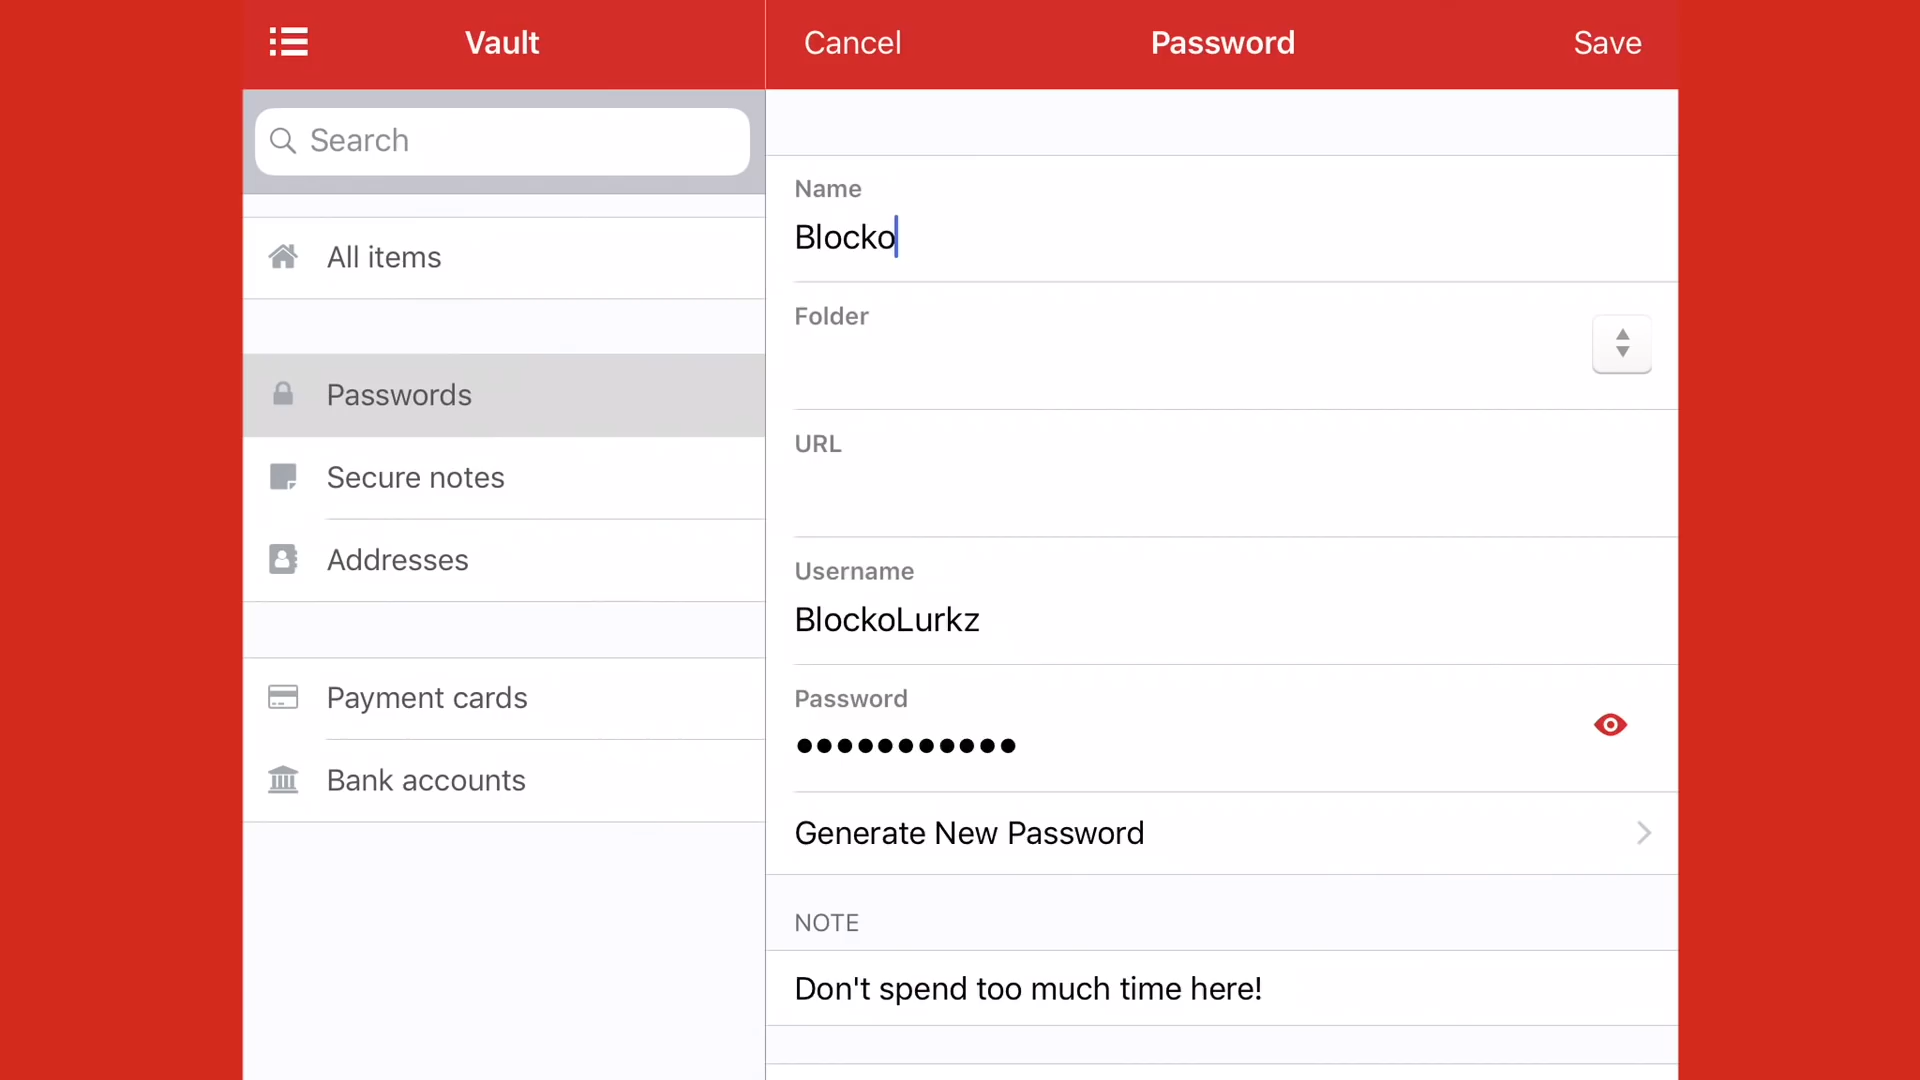 Vault
Search
All items
Passwords
Secure notes
Addresses
Payment cards
Bank accounts
Cancel
Password
Save
Name
Blocko
Folder
URL
Username
BlockoLurkz
Password
●●●●●●●●●●●
Generate New Password
NOTE
Don't spend too much time here!